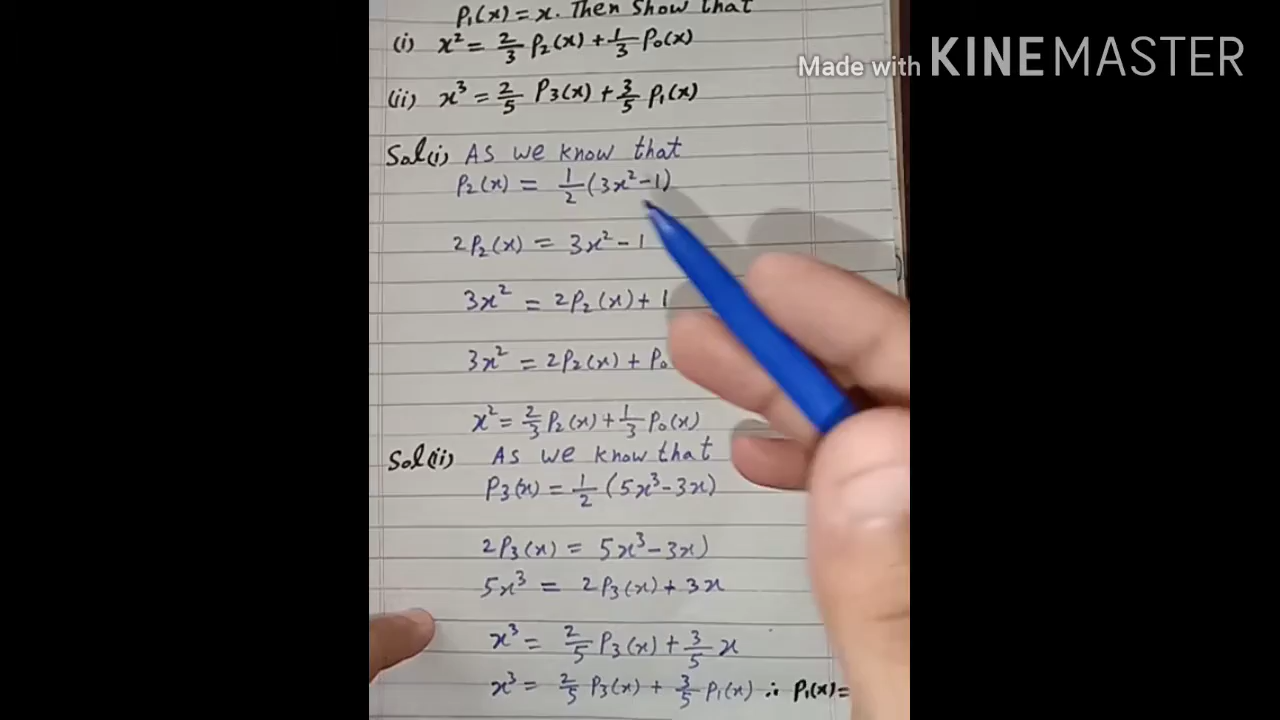 P₁(x) = x. Then show that
Made with KINEMASTER
(i) x² = 2/3 P₂(x) + 1/3 P₀(x)
(ii) x³ = 2/5 P₃(x) + 3/5 P₁(x)
Sol(i) As we know that
P₂(x) = 1/2 (3x² - 1)
2P₂(x) = 3x² - 1
3x² = 2P₂(x) + 1
3x² = 2P₂(x) + P₀
x² = 2/3 P₂(x) + 1/3 P₀(x)
Sol(ii) As we know that
P₃(x) = 1/2 (5x³ - 3x)
2P₃(x) = 5x³ - 3x)
5x³ = 2P₃(x) + 3x
x³ = 2/5 P₃(x) + 3/5 x
x³ = 2/5 P₃(x) + 3/5 P₁(x) ∴ P₁(x) =